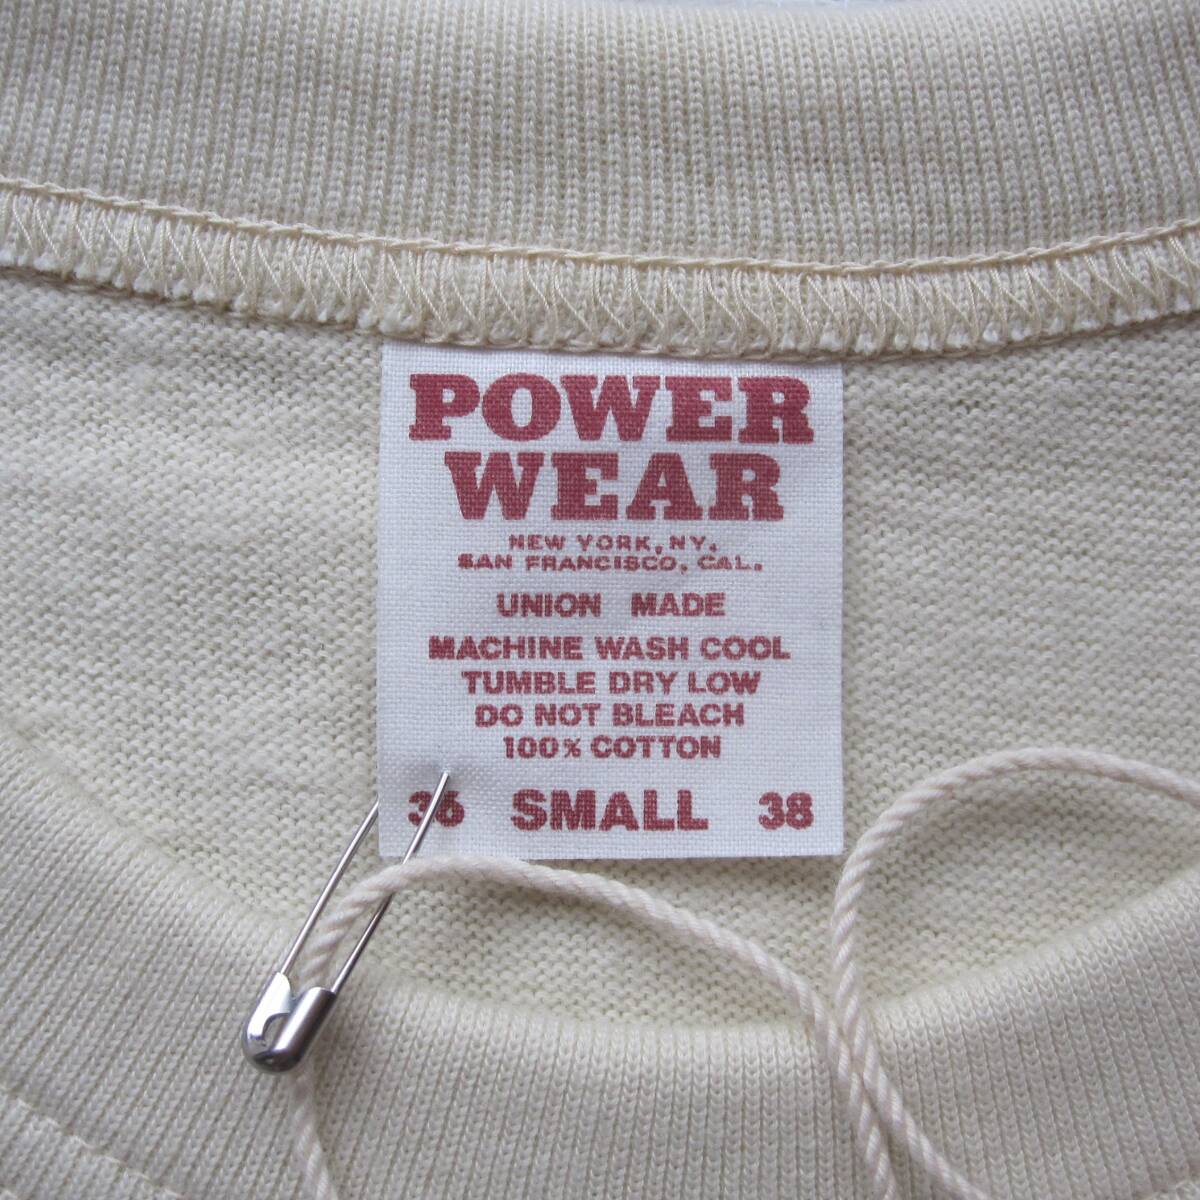 POWER
WEAR
NEW YORK, NY.
SAN FRANCISCO, CAL.
UNION MADE
MACHINE WASH COOL
TUMBLE DRY LOW
DO NOT BLEACH
100% COTTON
36 SMALL 38